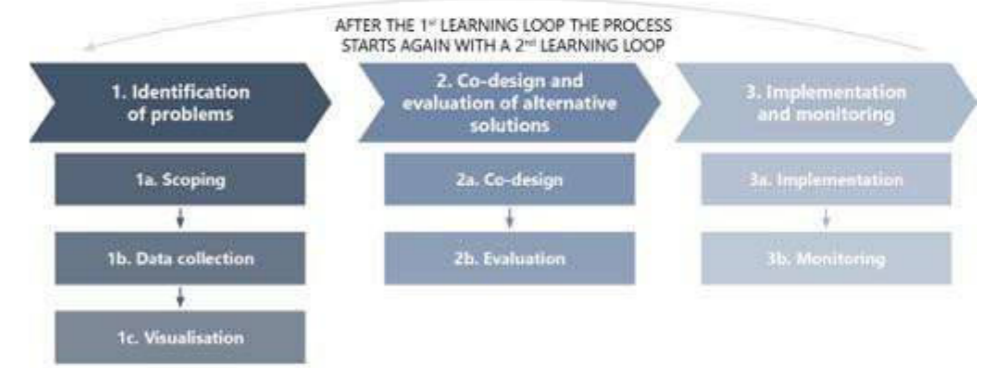 AFTER THE 1st LEARNING LOOP THE PROCESS
STARTS AGAIN WITH A 2nd LEARNING LOOP
1. Identification
of problems
2. Co-design and
evaluation of alternative
solutions
3. Implementation
and monitoring
1a. Scoping
1b. Data collection
1c. Visualisation
2a. Co-design
2b. Evaluation
3a. Implementation
3b. Monitoring